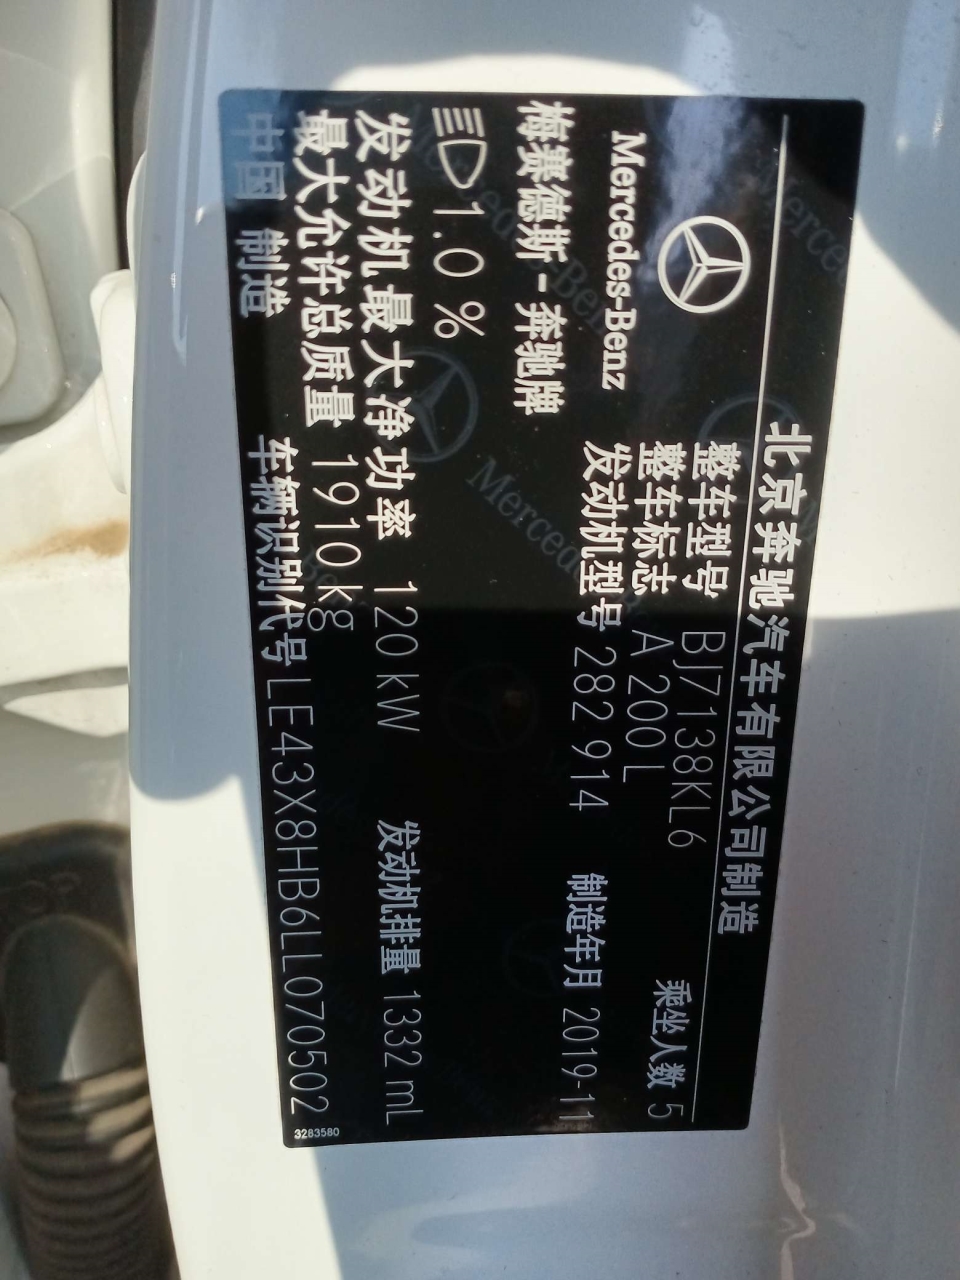 北京奔驰汽车有限公司制造
Mercedes-Benz
梅赛德斯-奔驰牌
整车型号 BJ7138KL6
乘坐人数 5
整车标志 A 200 L
发动机型号 282 914
制造年月 2019-11
1.0 %
发动机最大净功率 120 kW
发动机排量 1332 mL
最大允许总质量 1910kg
中国 制造
车辆识别代号 LE43X8HB6LL070502
3283580